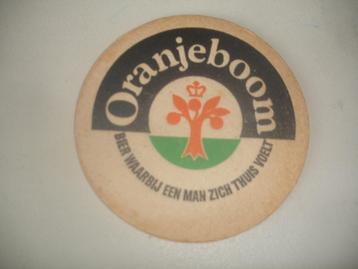 Oranjeboom
BIER WAARBIJ EEN MAN ZICH THUIS VOELT